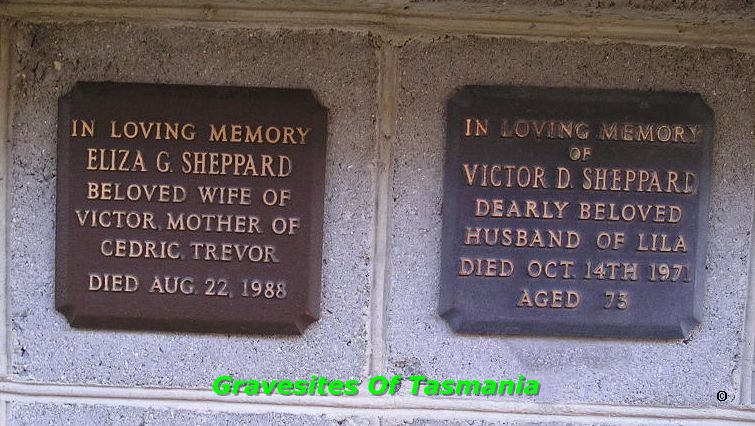 IN LOVING MEMORY
ELIZA G. SHEPPARD
BELOVED WIFE OF
VICTOR, MOTHER OF
CEDRIC, TREVOR
DIED AUG. 22, 1988
IN LOVING MEMORY
OF
VICTOR D. SHEPPARD
DEARLY BELOVED
HUSBAND OF LILA
DIED OCT. 14TH 1971
AGED 73
Gravesites Of Tasmania
©